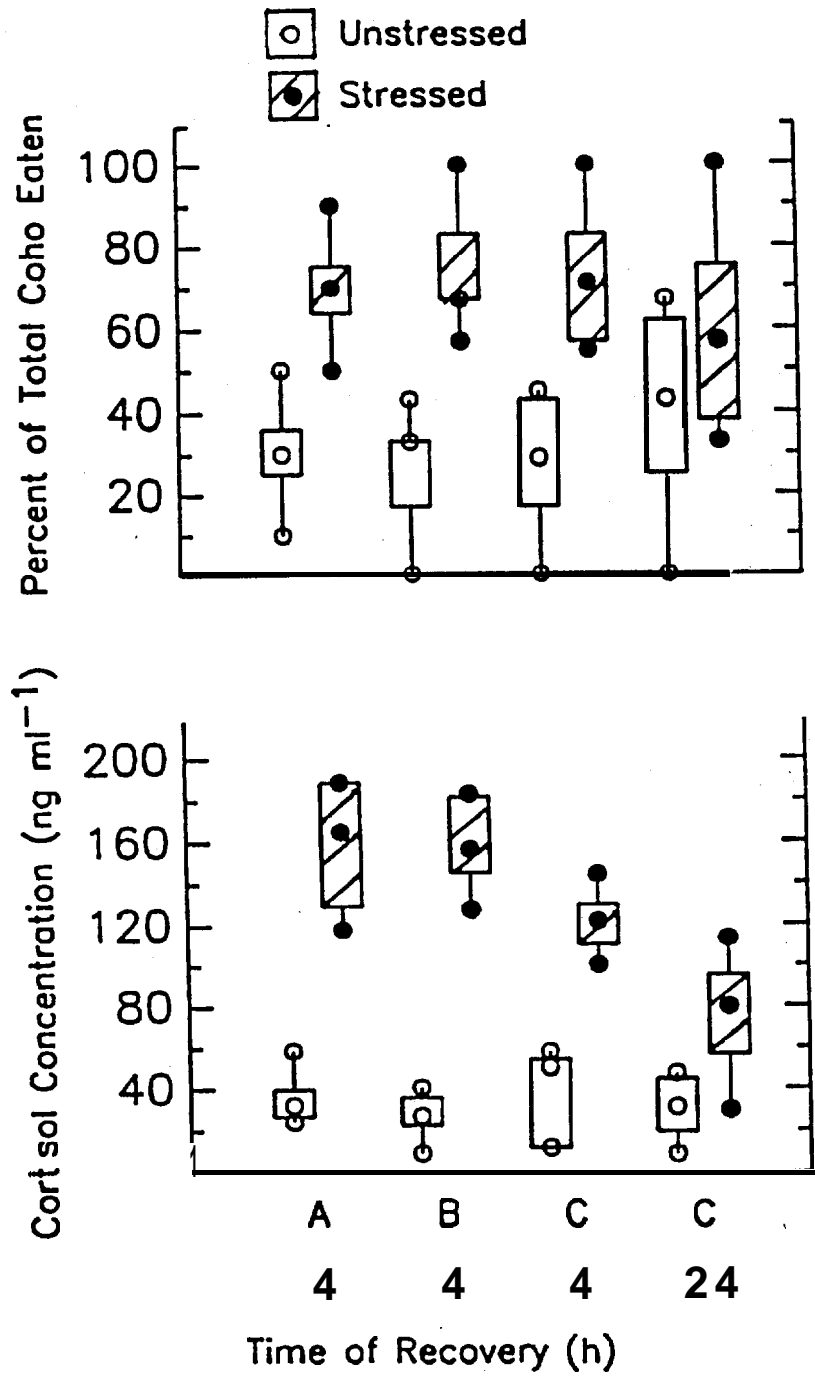 Unstressed
Stressed
Percent of Total Coho Eaten
100
80
60
40
20
Cortisol Concentration (ng ml⁻¹)
200
160
120
80
40
A B C C
4 4 4 24
Time of Recovery (h)